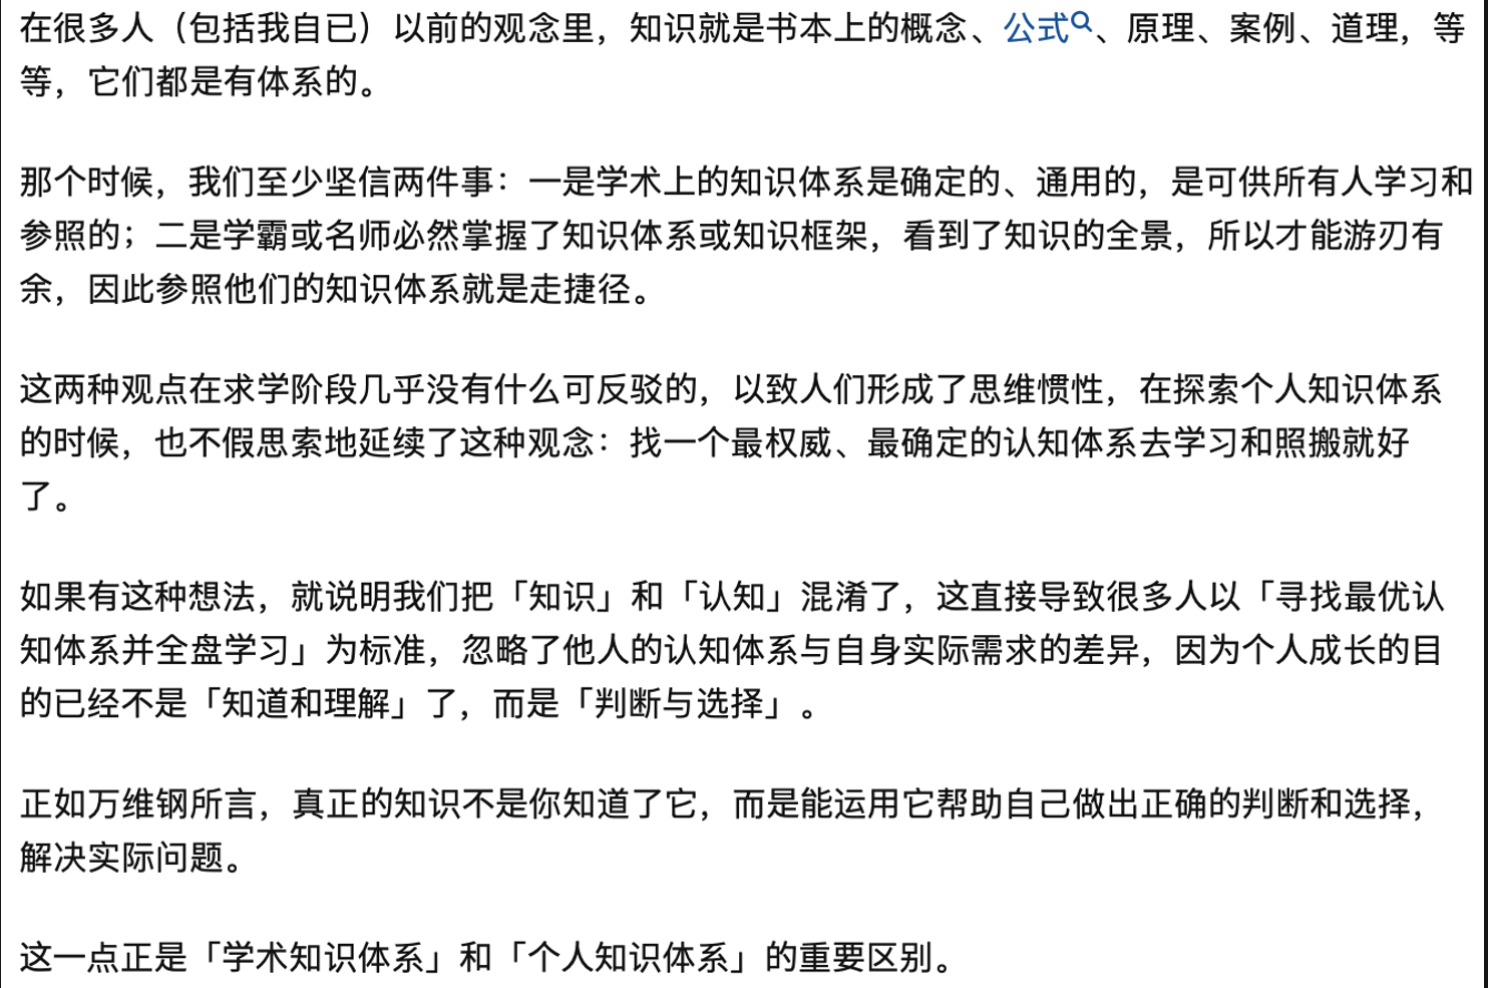 在很多人（包括我自已）以前的观念里，知识就是书本上的概念、公式、原理、案例、道理，等
等，它们都是有体系的。
那个时候，我们至少坚信两件事：一是学术上的知识体系是确定的、通用的，是可供所有人学习和
参照的；二是学霸或名师必然掌握了知识体系或知识框架，看到了知识的全景，所以才能游刃有
余，因此参照他们的知识体系就是走捷径。
这两种观点在求学阶段几乎没有什么可反驳的，以致人们形成了思维惯性，在探索个人知识体系
的时候，也不假思索地延续了这种观念：找一个最权威、最确定的认知体系去学习和照搬就好
了。
如果有这种想法，就说明我们把「知识」和「认知」混淆了，这直接导致很多人以「寻找最优认
知体系并全盘学习」为标准，忽略了他人的认知体系与自身实际需求的差异，因为个人成长的目
的已经不是「知道和理解」了，而是「判断与选择」。
正如万维钢所言，真正的知识不是你知道了它，而是能运用它帮助自己做出正确的判断和选择，
解决实际问题。
这一点正是「学术知识体系」和「个人知识体系」的重要区别。